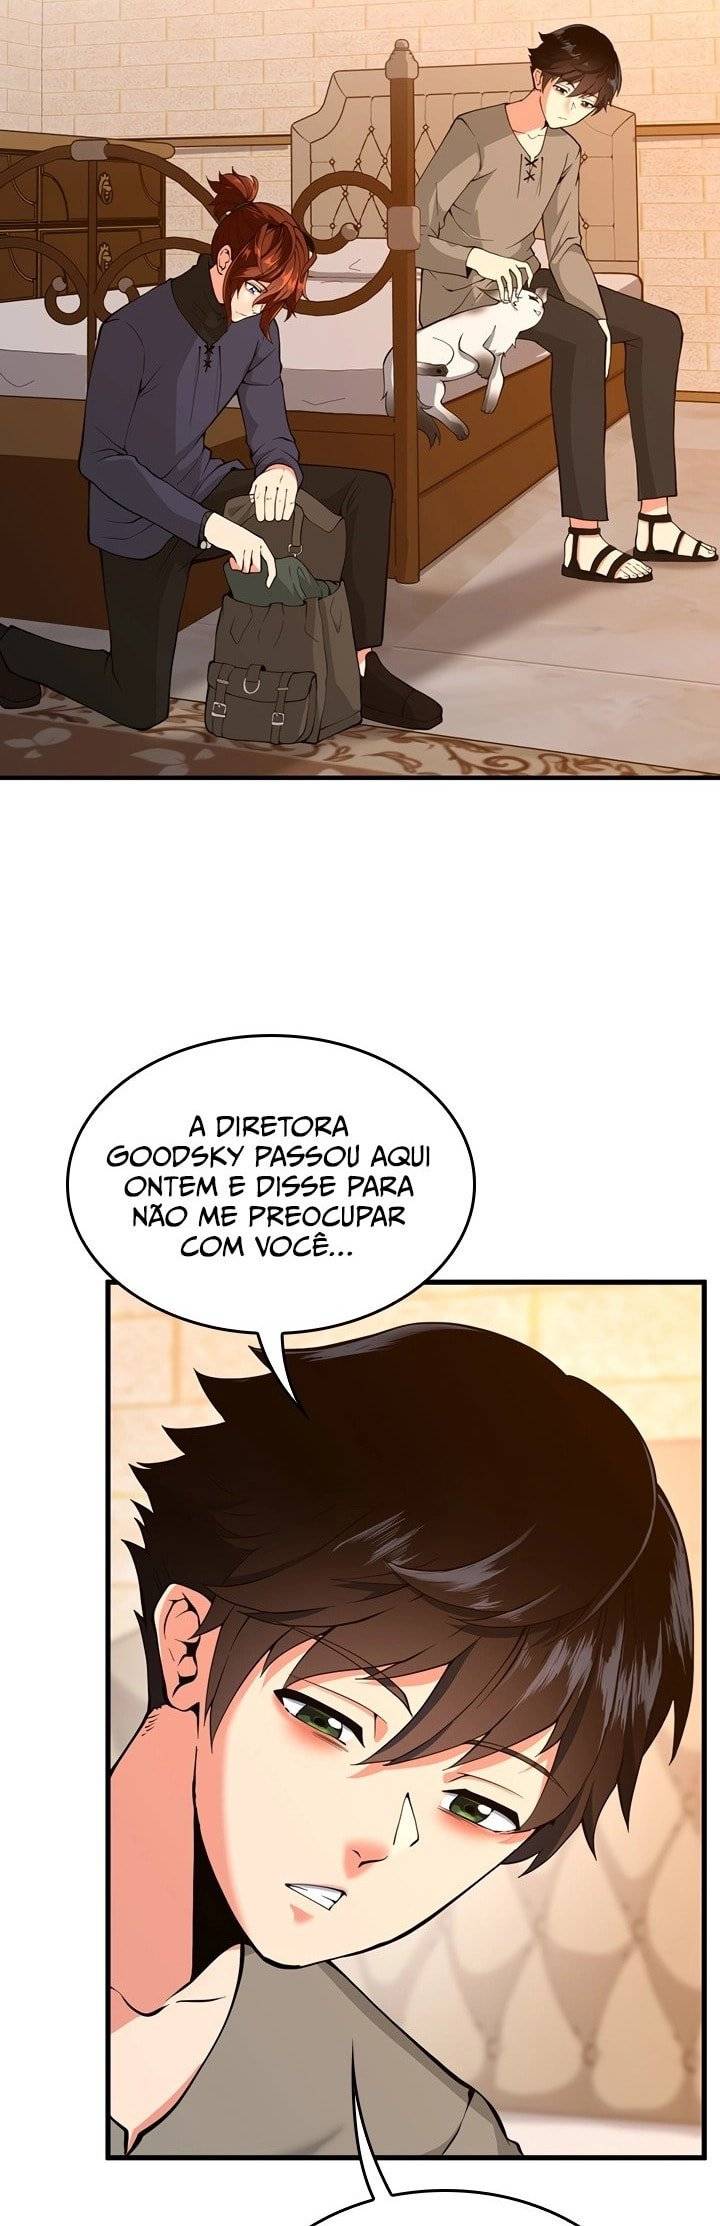 A DIRETORA
GOODSKY PASSOU AQUI
ONTEM E DISSE PARA
NÃO ME PREOCUPAR
COM VOCÊ...